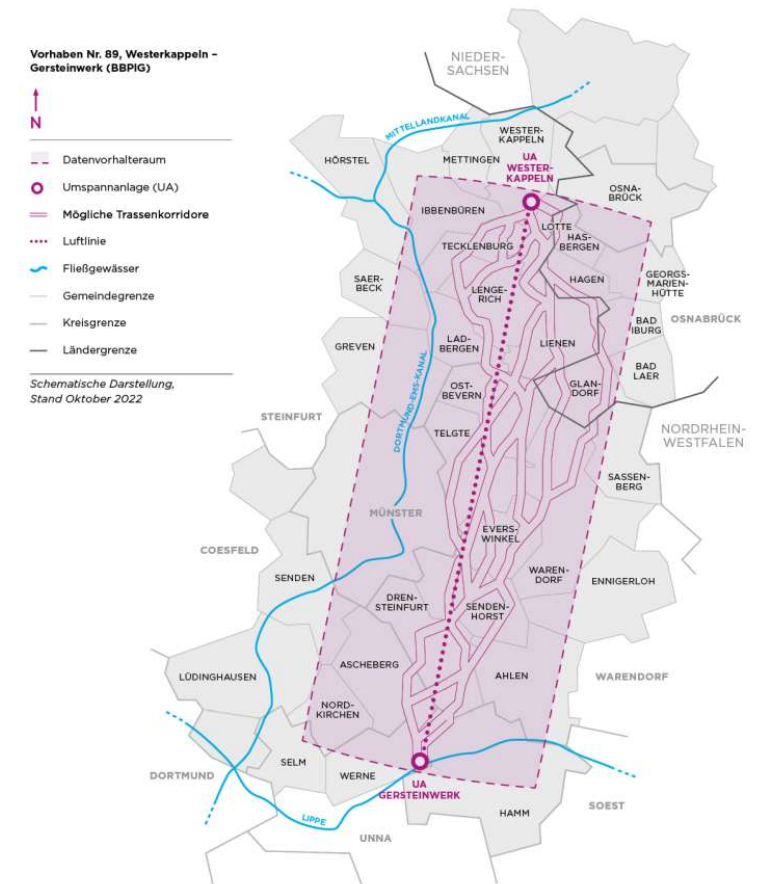 Vorhaben Nr. 89, Westerkappeln –
Gersteinwerk (BBPlG)
N
Datenvorhalteraum
Umspannanlage (UA)
Mögliche Trassenkorridore
Luftlinie
Fließgewässer
Gemeindegrenze
Kreisgrenze
Ländergrenze
Schematische Darstellung,
Stand Oktober 2022
NIEDER-
SACHSEN
MITTELLANDKANAL
WESTER-
KAPPELN
HÖRSTEL
METTINGEN
UA
WESTER-
KAPPELN
OSNA-
BRÜCK
IBBENBÜREN
LOTTE
HAS-
BERGEN
TECKLENBURG
SAER-
BECK
LENGE-
RICH
HAGEN
GEORGS-
MARIEN-
HÜTTE
BAD
IBURG
OSNABRÜCK
GREVEN
LAD-
BERGEN
LIENEN
BAD
LAER
OST-
BEVERN
GLAN-
DORF
DORTMUND-EMS-KANAL
STEINFURT
TELGTE
NORDRHEIN-
WESTFALEN
SASSEN-
BERG
MÜNSTER
EVERS-
WINKEL
COESFELD
SENDEN
WAREN-
DORF
ENNIGERLOH
DREN-
STEINFURT
SENDEN-
HORST
LÜDINGHAUSEN
ASCHEBERG
AHLEN
WARENDORF
NORD-
KIRCHEN
DORTMUND
SELM
WERNE
UA
GERSTEINWERK
SOEST
LIPPE
HAMM
UNNA